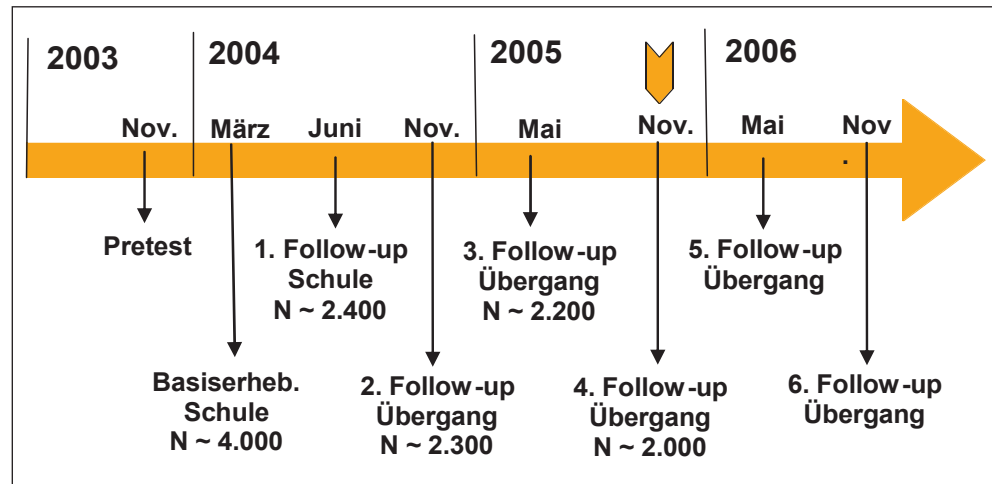 2003
2004
2005
2006
Nov.
März
Juni
Nov.
Mai
Nov.
Mai
Nov
.
Pretest
1. Follow-up
Schule
N ~ 2.400
3. Follow-up
Übergang
N ~ 2.200
5. Follow-up
Übergang
Basiserheb.
Schule
N ~ 4.000
2. Follow-up
Übergang
N ~ 2.300
4. Follow-up
Übergang
N ~ 2.000
6. Follow-up
Übergang